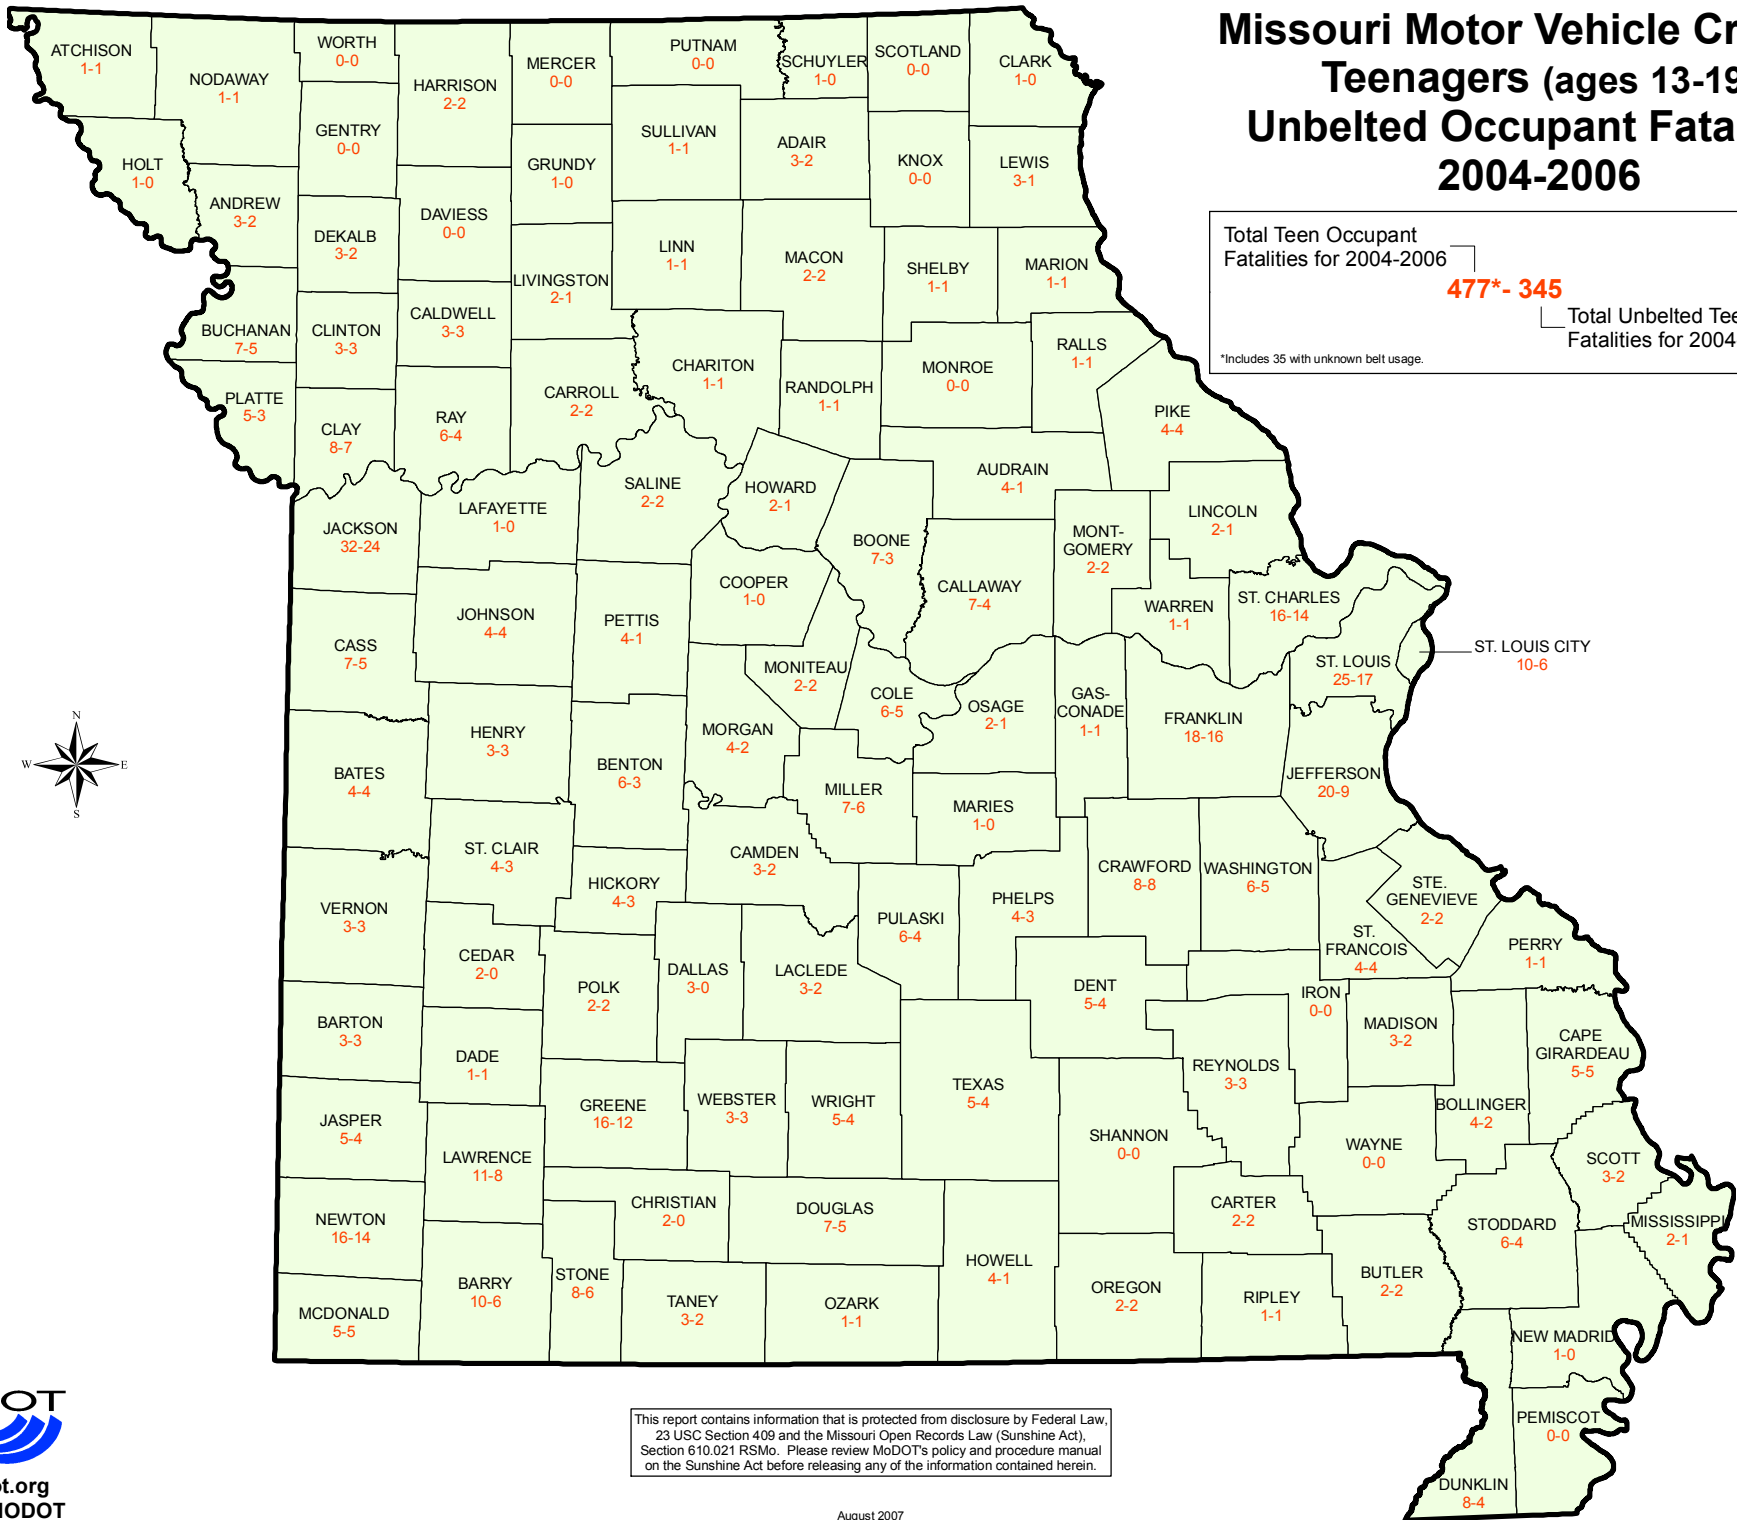 Missouri Motor Vehicle Cr
Teenagers (ages 13-19
Unbelted Occupant Fata
2004-2006
Total Teen Occupant
Fatalities for 2004-2006
477*- 345
Total Unbelted Tee
Fatalities for 2004
*Includes 35 with unknown belt usage.
ATCHISON
1-1
NODAWAY
1-1
WORTH
0-0
HARRISON
2-2
MERCER
0-0
PUTNAM
0-0
SCHUYLER
1-0
SCOTLAND
0-0
CLARK
1-0
HOLT
1-0
GENTRY
0-0
GRUNDY
1-0
SULLIVAN
1-1
ADAIR
3-2
KNOX
0-0
LEWIS
3-1
ANDREW
3-2
DEKALB
3-2
DAVIESS
0-0
LIVINGSTON
2-1
LINN
1-1
MACON
2-2
SHELBY
1-1
MARION
1-1
BUCHANAN
7-5
CLINTON
3-3
CALDWELL
3-3
CHARITON
1-1
RANDOLPH
1-1
MONROE
0-0
RALLS
1-1
PLATTE
5-3
CLAY
8-7
RAY
6-4
CARROLL
2-2
PIKE
4-4
AUDRAIN
4-1
JACKSON
32-24
LAFAYETTE
1-0
SALINE
2-2
HOWARD
2-1
BOONE
7-3
MONT-
GOMERY
2-2
LINCOLN
2-1
COOPER
1-0
CALLAWAY
7-4
WARREN
1-1
ST. CHARLES
16-14
CASS
7-5
JOHNSON
4-4
PETTIS
4-1
MONITEAU
2-2
COLE
6-5
OSAGE
2-1
GAS-
CONADE
1-1
FRANKLIN
18-16
ST. LOUIS
25-17
ST. LOUIS CITY
10-6
N
W
E
S
BATES
4-4
HENRY
3-3
BENTON
6-3
MORGAN
4-2
MILLER
7-6
MARIES
1-0
JEFFERSON
20-9
ST. CLAIR
4-3
HICKORY
4-3
CAMDEN
3-2
PULASKI
6-4
PHELPS
4-3
CRAWFORD
8-8
WASHINGTON
6-5
STE.
GENEVIEVE
2-2
VERNON
3-3
CEDAR
2-0
POLK
2-2
DALLAS
3-0
LACLEDE
3-2
DENT
5-4
IRON
0-0
ST.
FRANCOIS
4-4
PERRY
1-1
BARTON
3-3
DADE
1-1
GREENE
16-12
WEBSTER
3-3
WRIGHT
5-4
TEXAS
5-4
REYNOLDS
3-3
MADISON
3-2
CAPE
GIRARDEAU
5-5
JASPER
5-4
LAWRENCE
11-8
SHANNON
0-0
WAYNE
0-0
BOLLINGER
4-2
SCOTT
3-2
NEWTON
16-14
CHRISTIAN
2-0
DOUGLAS
7-5
HOWELL
4-1
CARTER
2-2
STODDARD
6-4
MISSISSIPPI
2-1
MCDONALD
5-5
BARRY
10-6
STONE
8-6
TANEY
3-2
OZARK
1-1
OREGON
2-2
RIPLEY
1-1
BUTLER
2-2
NEW MADRID
1-0
PEMISCOT
0-0
DUNKLIN
8-4
OT
t.org
ODOT
This report contains information that is protected from disclosure by Federal Law,
23 USC Section 409 and the Missouri Open Records Law (Sunshine Act),
Section 610.021 RSMo. Please review MoDOT's policy and procedure manual
on the Sunshine Act before releasing any of the information contained herein.
August 2007